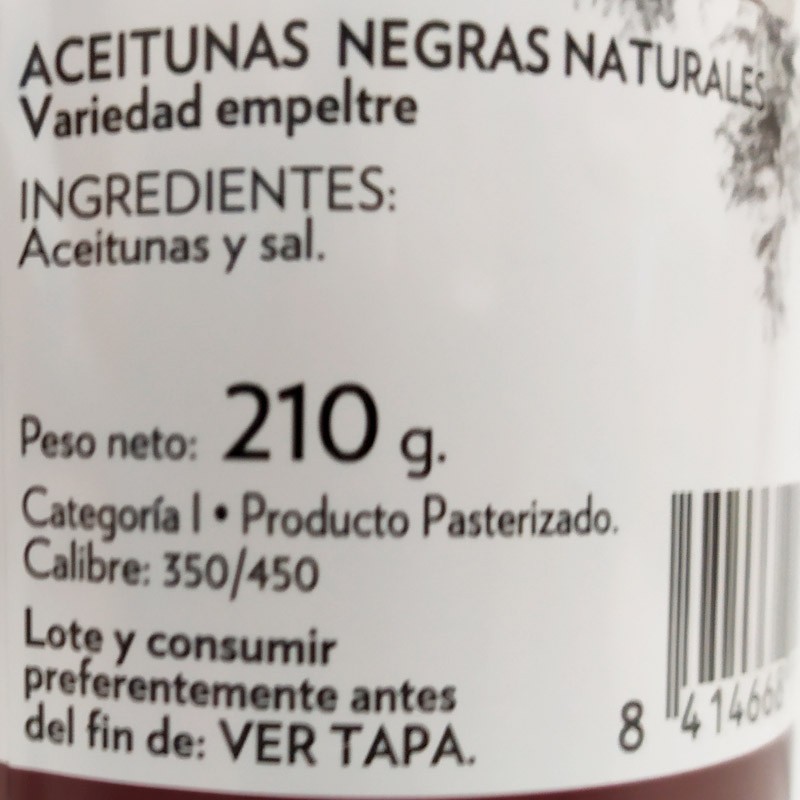 ACEITUNAS NEGRAS NATURALES
Variedad empeltre
INGREDIENTES:
Aceitunas y sal.
Peso neto: 210 g.
Categoría I • Producto Pasterizado.
Calibre: 350/450
Lote y consumir
preferentemente antes
del fin de: VER TAPA.
8 414668